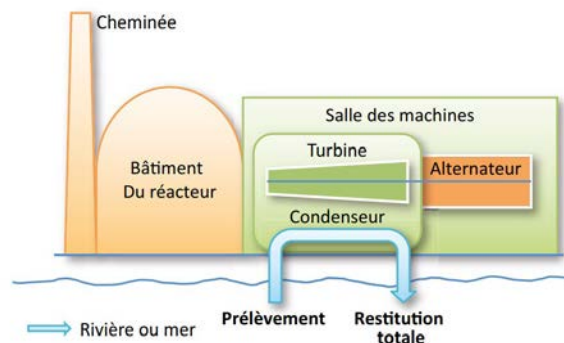 Cheminée
Salle des machines
Turbine
Bâtiment
Du réacteur
Alternateur
Condenseur
Rivière ou mer
Prélèvement
Restitution
totale